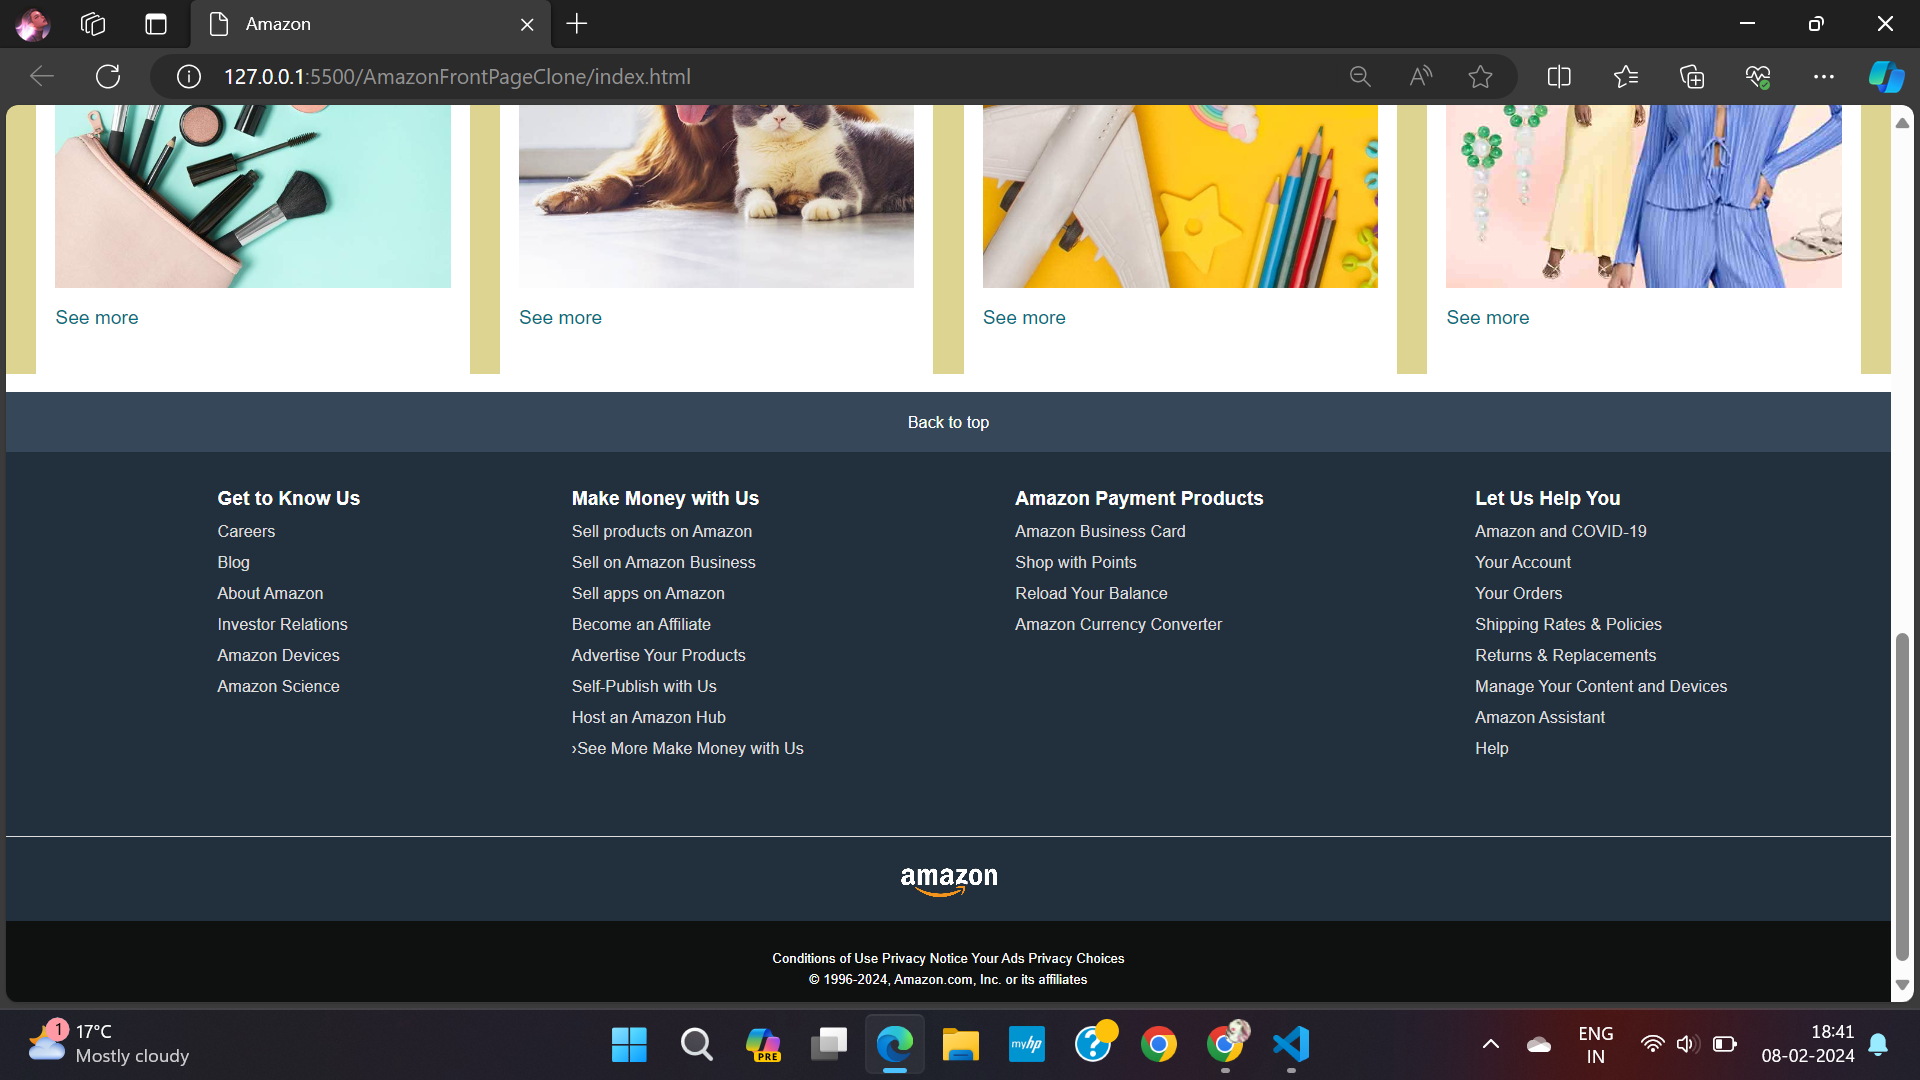 Amazon
127.0.0.1:5500/AmazonFrontPageClone/index.html
See more
See more
See more
See more
Back to top
Get to Know Us
Careers
Blog
About Amazon
Investor Relations
Amazon Devices
Amazon Science
Make Money with Us
Sell products on Amazon
Sell on Amazon Business
Sell apps on Amazon
Become an Affiliate
Advertise Your Products
Self-Publish with Us
Host an Amazon Hub
›See More Make Money with Us
Amazon Payment Products
Amazon Business Card
Shop with Points
Reload Your Balance
Amazon Currency Converter
Let Us Help You
Amazon and COVID-19
Your Account
Your Orders
Shipping Rates & Policies
Returns & Replacements
Manage Your Content and Devices
Amazon Assistant
Help
amazon
Conditions of Use Privacy Notice Your Ads Privacy Choices
© 1996-2024, Amazon.com, Inc. or its affiliates
1
17°C
Mostly cloudy
PRE
myhp
?
ENG
IN
18:41
08-02-2024